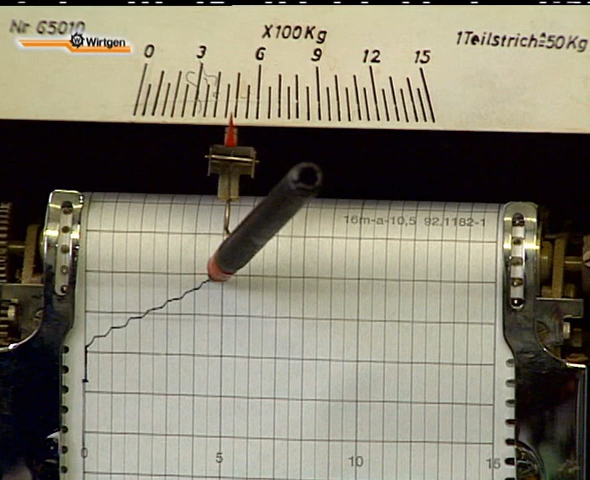 Nr G5010
Wirtgen
X100Kg
1Teilstrich≙50Kg
0 3 6 9 12 15
16m-a-10,5 92.1182-1
0 5 10 15